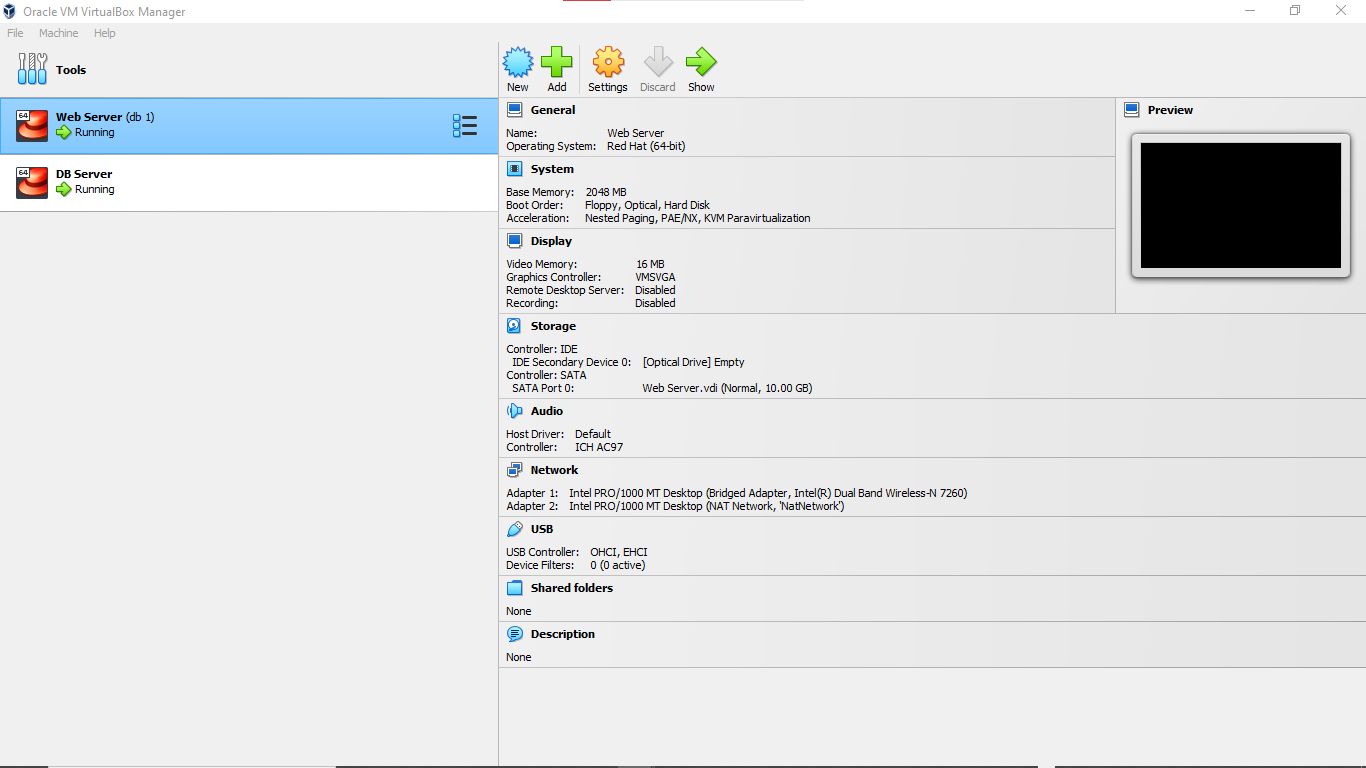 Oracle VM VirtualBox Manager
File Machine Help
Tools
New Add Settings Discard Show
64 Web Server (db 1)
Running
64 DB Server
Running
General
Name: Web Server
Operating System: Red Hat (64-bit)
Preview
System
Base Memory: 2048 MB
Boot Order: Floppy, Optical, Hard Disk
Acceleration: Nested Paging, PAE/NX, KVM Paravirtualization
Display
Video Memory: 16 MB
Graphics Controller: VMSVGA
Remote Desktop Server: Disabled
Recording: Disabled
Storage
Controller: IDE
IDE Secondary Device 0: [Optical Drive] Empty
Controller: SATA
SATA Port 0: Web Server.vdi (Normal, 10.00 GB)
Audio
Host Driver: Default
Controller: ICH AC97
Network
Adapter 1: Intel PRO/1000 MT Desktop (Bridged Adapter, Intel(R) Dual Band Wireless-N 7260)
Adapter 2: Intel PRO/1000 MT Desktop (NAT Network, 'NatNetwork')
USB
USB Controller: OHCI, EHCI
Device Filters: 0 (0 active)
Shared folders
None
Description
None